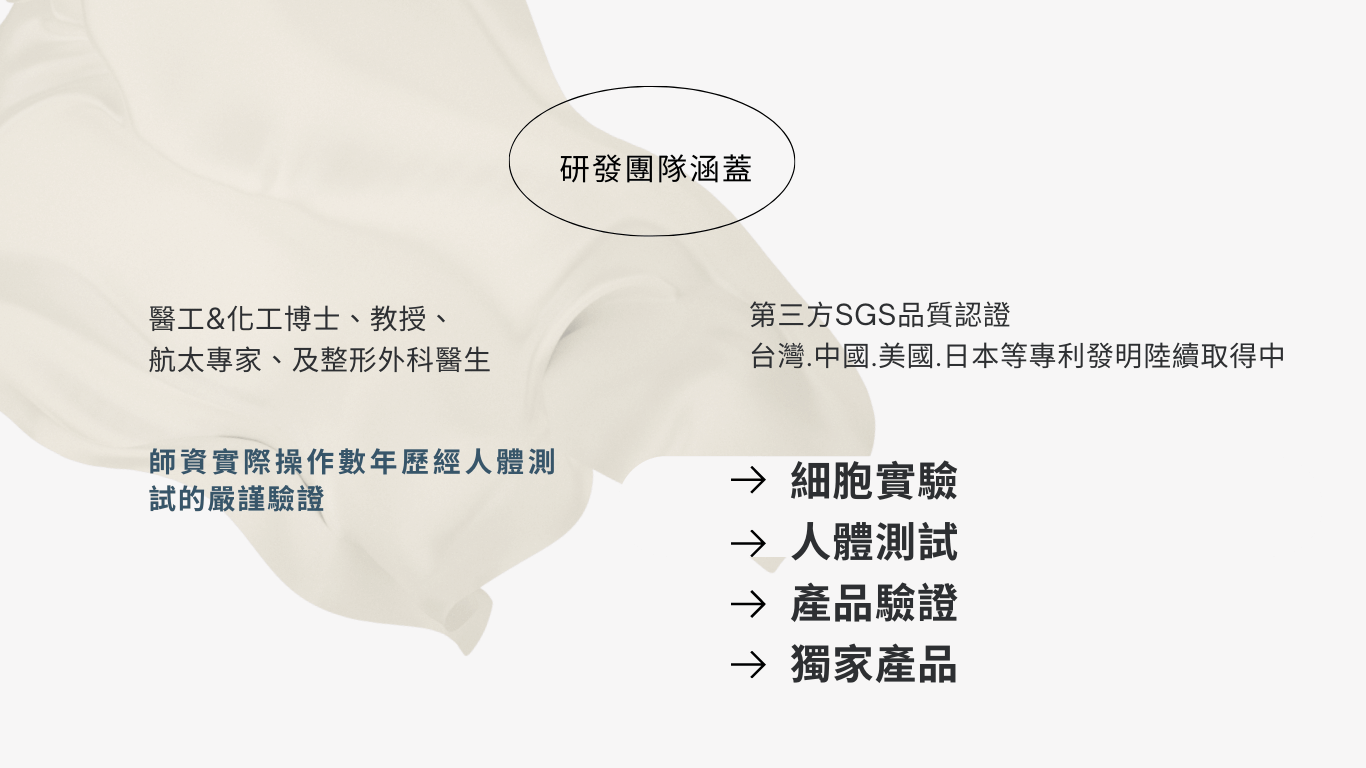 研發團隊涵蓋
醫工&化工博士、教授、
航太專家、及整形外科醫生
師資實際操作數年歷經人體測
試的嚴謹驗證
第三方SGS品質認證
台灣.中國.美國.日本等專利發明陸續取得中
→ 細胞實驗
→ 人體測試
→ 產品驗證
→ 獨家產品